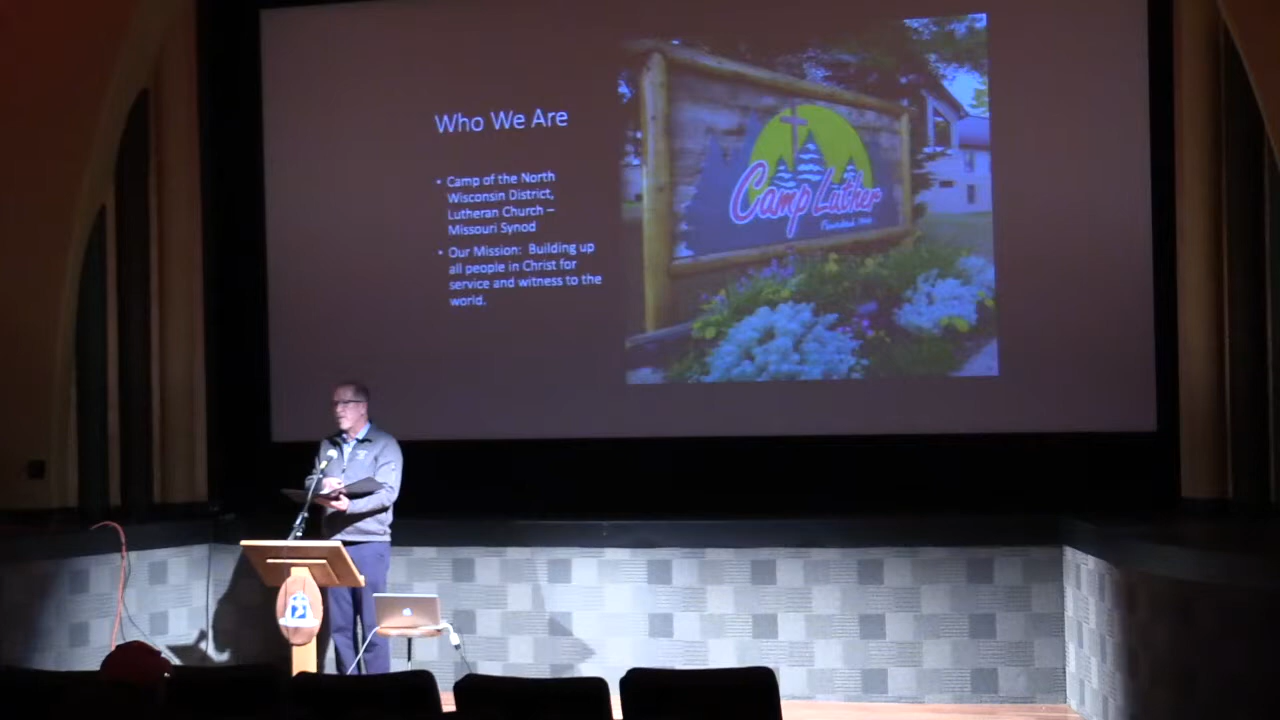 Who We Are
• Camp of the North
Wisconsin District,
Lutheran Church –
Missouri Synod
• Our Mission: Building up
all people in Christ for
service and witness to the
world.
Camp Luther